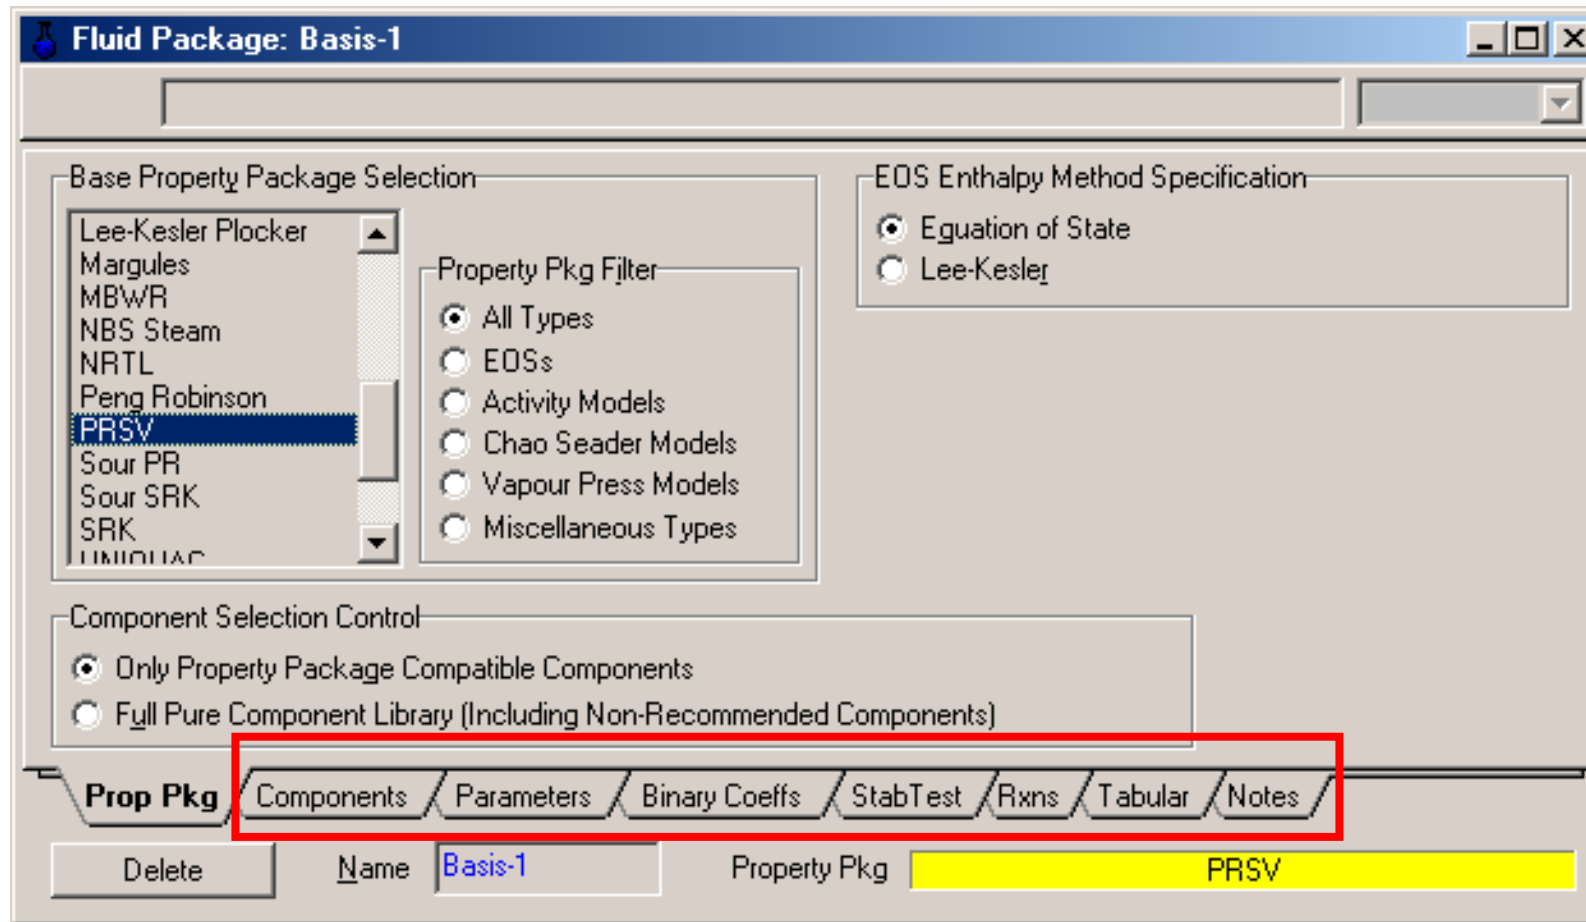 Fluid Package: Basis-1
Base Property Package Selection
Lee-Kesler Plocker
Margules
MBWR
NBS Steam
NRTL
Peng Robinson
PRSV
Sour PR
Sour SRK
SRK
UNIQUAC
Property Pkg Filter
All Types
EOSs
Activity Models
Chao Seader Models
Vapour Press Models
Miscellaneous Types
EOS Enthalpy Method Specification
Equation of State
Lee-Kesler
Component Selection Control
Only Property Package Compatible Components
Full Pure Component Library (Including Non-Recommended Components)
Prop Pkg Components Parameters Binary Coeffs StabTest Rxns Tabular Notes
Delete Name Basis-1 Property Pkg PRSV